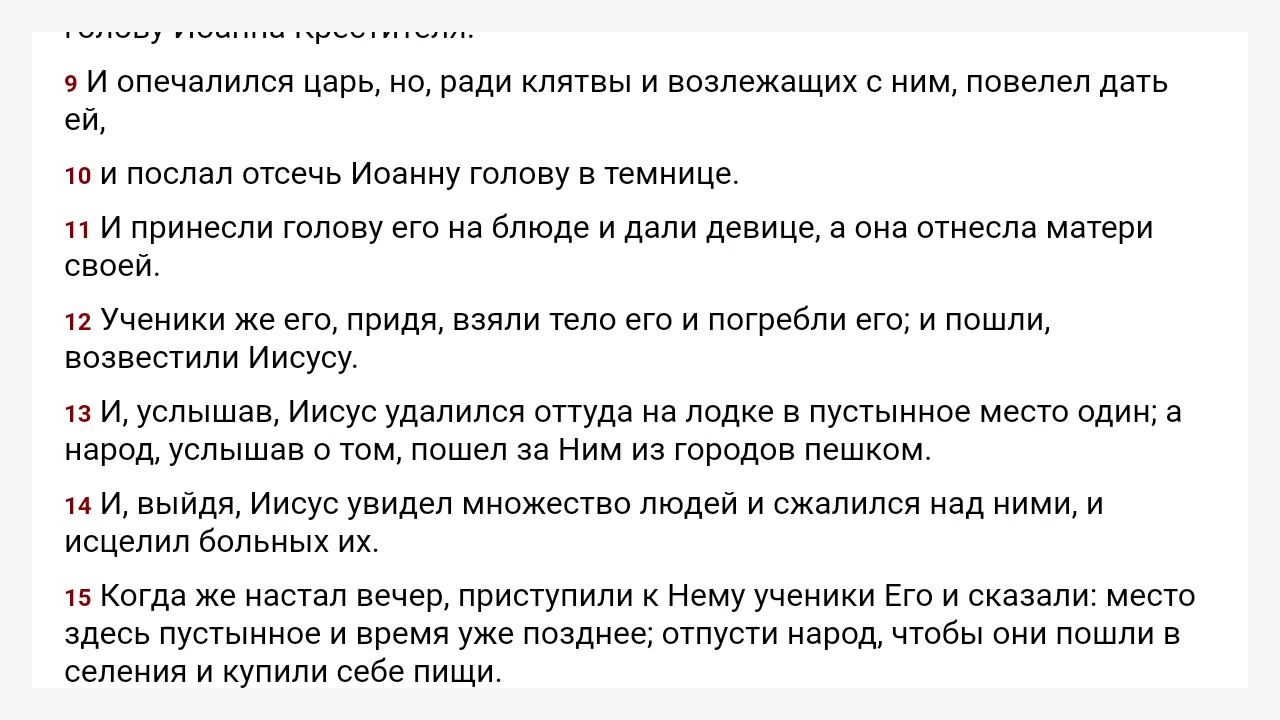 голову Иоанна Крестителя.
9 И опечалился царь, но, ради клятвы и возлежащих с ним, повелел дать
ей,
10 и послал отсечь Иоанну голову в темнице.
11 И принесли голову его на блюде и дали девице, а она отнесла матери
своей.
12 Ученики же его, придя, взяли тело его и погребли его; и пошли,
возвестили Иисусу.
13 И, услышав, Иисус удалился оттуда на лодке в пустынное место один; а
народ, услышав о том, пошел за Ним из городов пешком.
14 И, выйдя, Иисус увидел множество людей и сжалился над ними, и
исцелил больных их.
15 Когда же настал вечер, приступили к Нему ученики Его и сказали: место
здесь пустынное и время уже позднее; отпусти народ, чтобы они пошли в
селения и купили себе пищи.